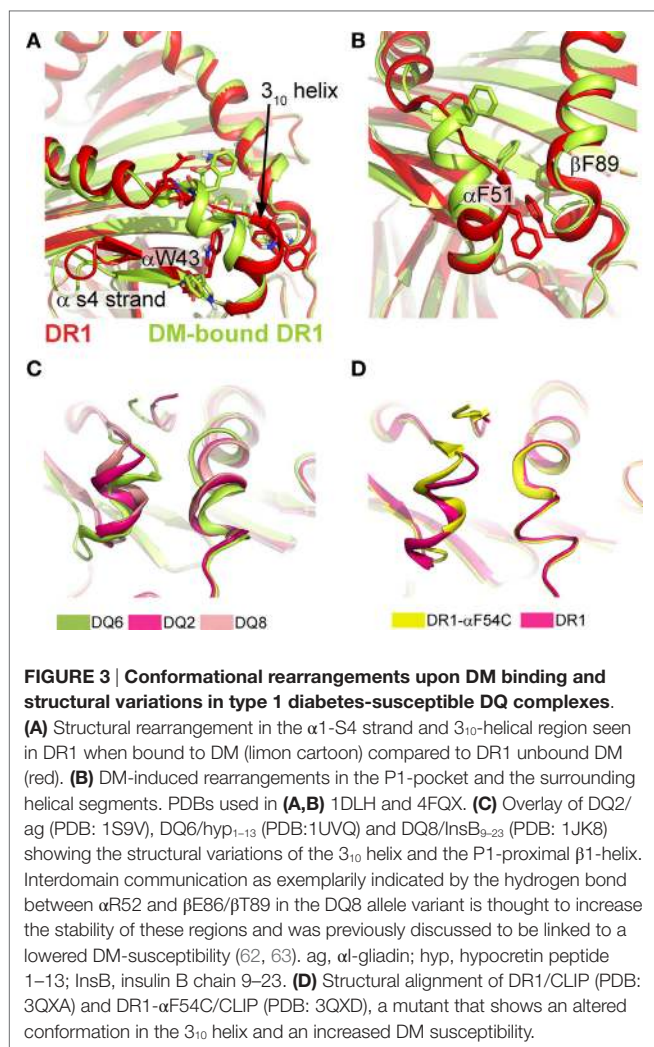 A
B
3₁₀ helix
βF89
αF51
αW43
α s4 strand
DR1 DM-bound DR1
C
D
DQ6 DQ2 DQ8
DR1-αF54C DR1
FIGURE 3 | Conformational rearrangements upon DM binding and
structural variations in type 1 diabetes-susceptible DQ complexes.
(A) Structural rearrangement in the α1-S4 strand and 3₁₀-helical region seen
in DR1 when bound to DM (limon cartoon) compared to DR1 unbound DM
(red). (B) DM-induced rearrangements in the P1-pocket and the surrounding
helical segments. PDBs used in (A,B) 1DLH and 4FQX. (C) Overlay of DQ2/
ag (PDB: 1S9V), DQ6/hyp₁₋₁₃ (PDB:1UVQ) and DQ8/InsB₉₋₂₃ (PDB: 1JK8)
showing the structural variations of the 3₁₀ helix and the P1-proximal β1-helix.
Interdomain communication as exemplarily indicated by the hydrogen bond
between αR52 and βE86/βT89 in the DQ8 allele variant is thought to increase
the stability of these regions and was previously discussed to be linked to a
lowered DM-susceptibility (62, 63). ag, αI-gliadin; hyp, hypocretin peptide
1–13; InsB, insulin B chain 9–23. (D) Structural alignment of DR1/CLIP (PDB:
3QXA) and DR1-αF54C/CLIP (PDB: 3QXD), a mutant that shows an altered
conformation in the 3₁₀ helix and an increased DM susceptibility.